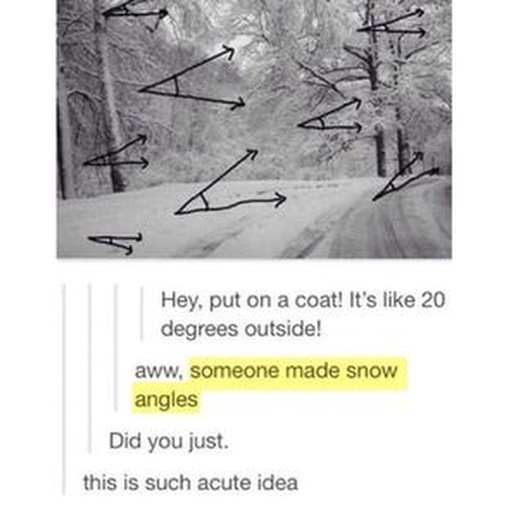 Hey, put on a coat! It's like 20
degrees outside!
aww, someone made snow
angles
Did you just.
this is such acute idea